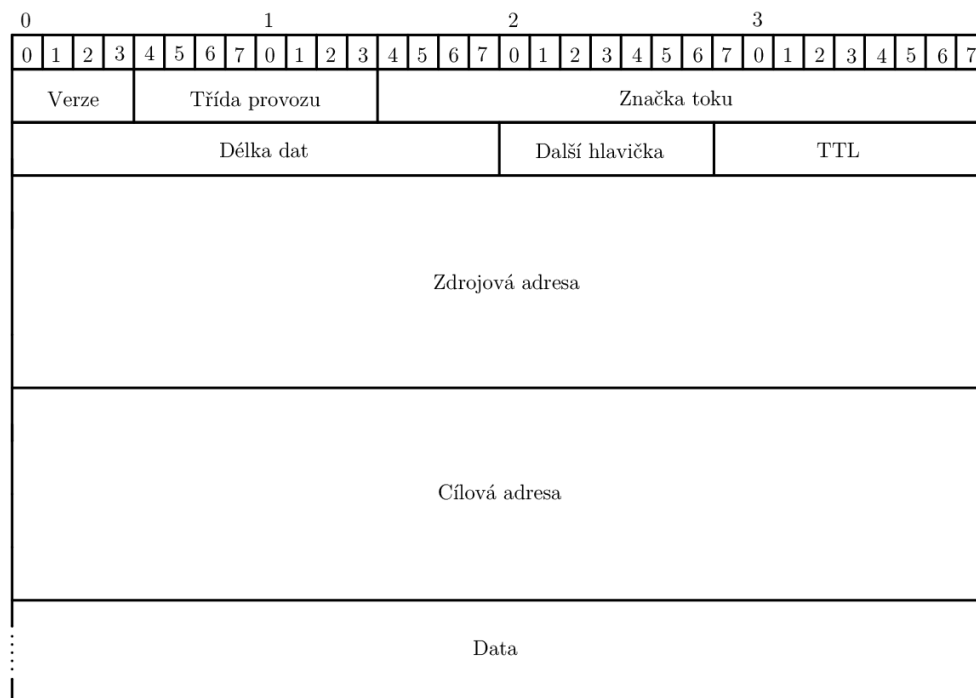 0 1 2 3
0 1 2 3 4 5 6 7 0 1 2 3 4 5 6 7 0 1 2 3 4 5 6 7 0 1 2 3 4 5 6 7
Verze Třída provozu Značka toku
Délka dat Další hlavička TTL
Zdrojová adresa
Cílová adresa
Data